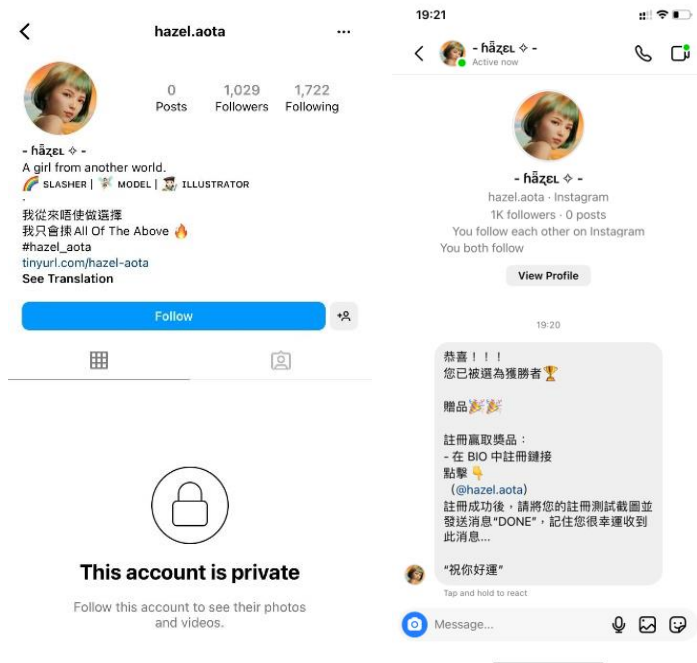 hazel.aota
0
Posts
1,029
Followers
1,722
Following
- ɦǟʐɛʟ ✧ -
A girl from another world.
🌈 SLASHER | 🧚 MODEL | 👩‍🎨 ILLUSTRATOR
.
我從來唔使做選擇
我只會揀All Of The Above 🔥
#hazel_aota
tinyurl.com/hazel-aota
See Translation
Follow
This account is private
Follow this account to see their photos
and videos.
19:21
- ɦǟʐɛʟ ✧ -
Active now
- ɦǟʐɛʟ ✧ -
hazel.aota · Instagram
1K followers · 0 posts
You follow each other on Instagram
You both follow
View Profile
19:20
恭喜！！！
您已被選為獲勝者🏆
贈品🎉🎉
註冊贏取獎品：
- 在 BIO 中註冊鏈接
點擊 👇
（@hazel.aota）
註冊成功後，請將您的註冊測試截圖並
發送消息“DONE”，記住您很幸運收到
此消息...
“祝你好運”
Tap and hold to react
Message...